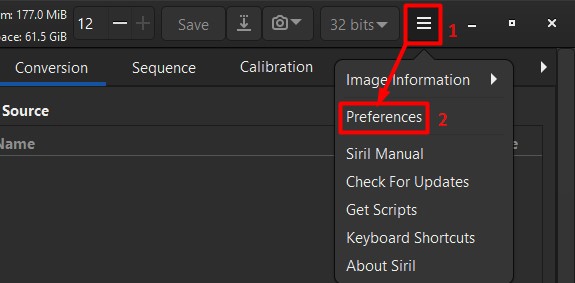 m: 177.0 MiB
pace: 61.5 GiB
12
Save
32 bits
1
Conversion
Sequence
Calibration
Image Information
Source
Preferences
2
Name
Siril Manual
Check For Updates
Get Scripts
Keyboard Shortcuts
About Siril